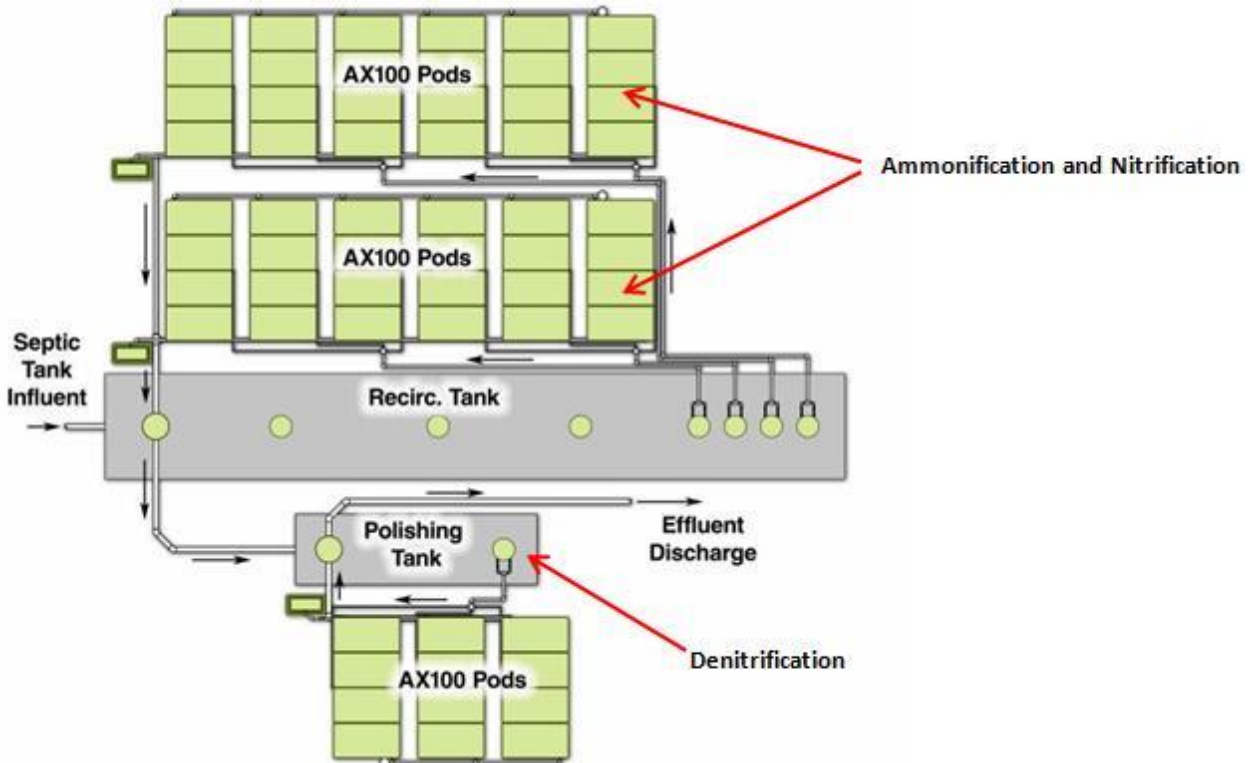 AX100 Pods
Ammonification and Nitrification
AX100 Pods
Septic
Tank
Influent
Recirc. Tank
Polishing
Tank
Effluent
Discharge
Denitrification
AX100 Pods